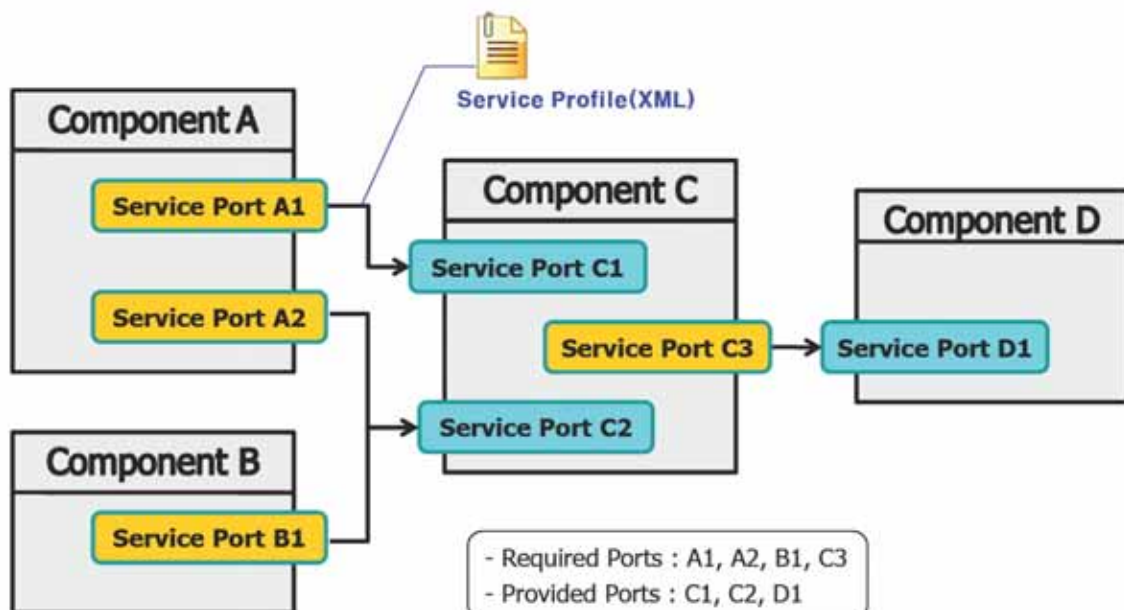 Service Profile(XML)
Component A
Service Port A1
Service Port A2
Component B
Service Port B1
Component C
Service Port C1
Service Port C3
Service Port C2
Component D
Service Port D1
- Required Ports : A1, A2, B1, C3
- Provided Ports : C1, C2, D1